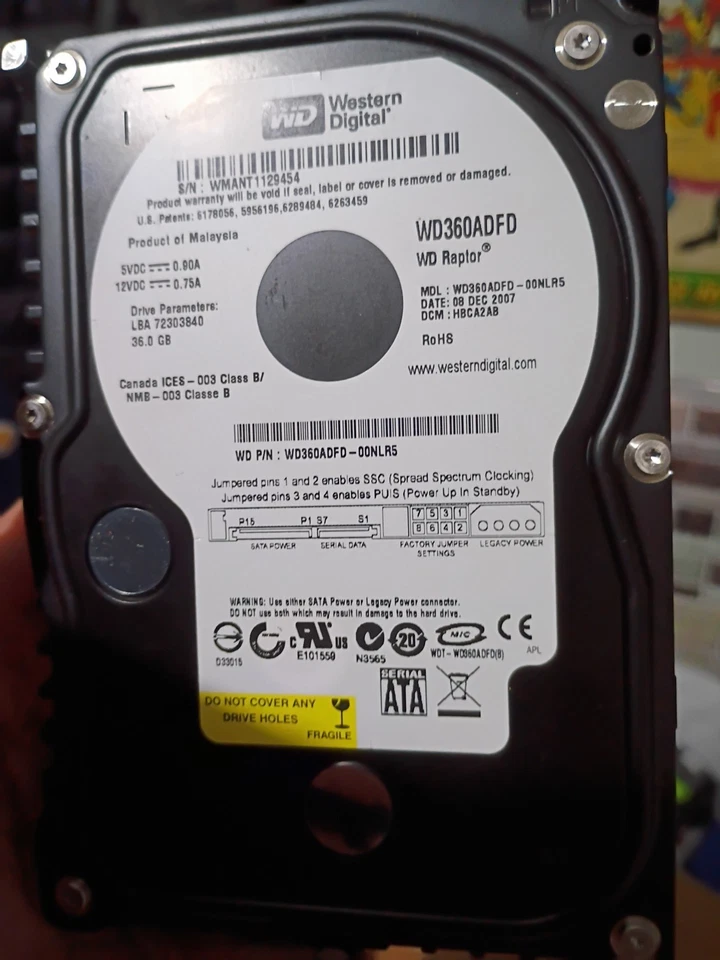 WD Western Digital®
S/N : WMANT1129454
Product warranty will be void if seal, label or cover is removed or damaged.
U.S. Patents: 6178056, 5956196,6289484, 6263459
Product of Malaysia
5VDC 0.90A
12VDC 0.75A
Drive Parameters:
LBA 72303840
36.0 GB
Canada ICES-003 Class B/
NMB-003 Classe B
WD360ADFD
WD Raptor®
MDL : WD360ADFD-00NLR5
DATE: 08 DEC 2007
DCM : HBCA2AB
RoHS
www.westerndigital.com
WD P/N : WD360ADFD-00NLR5
Jumpered pins 1 and 2 enables SSC (Spread Spectrum Clocking)
Jumpered pins 3 and 4 enables PUIS (Power Up In Standby)
P15 P1 S7 S1 7 5 3 1
8 6 4 2
SATA POWER SERIAL DATA FACTORY JUMPER SETTINGS LEGACY POWER
WARNING: Use either SATA Power or Legacy Power connector.
DO NOT use both which may result in damage to the hard drive.
c RU US N 20 MIC CE
D33015 E101559 N3565 WDT-WD360ADFD(B) APL
SERIAL
ATA
DO NOT COVER ANY
DRIVE HOLES
FRAGILE